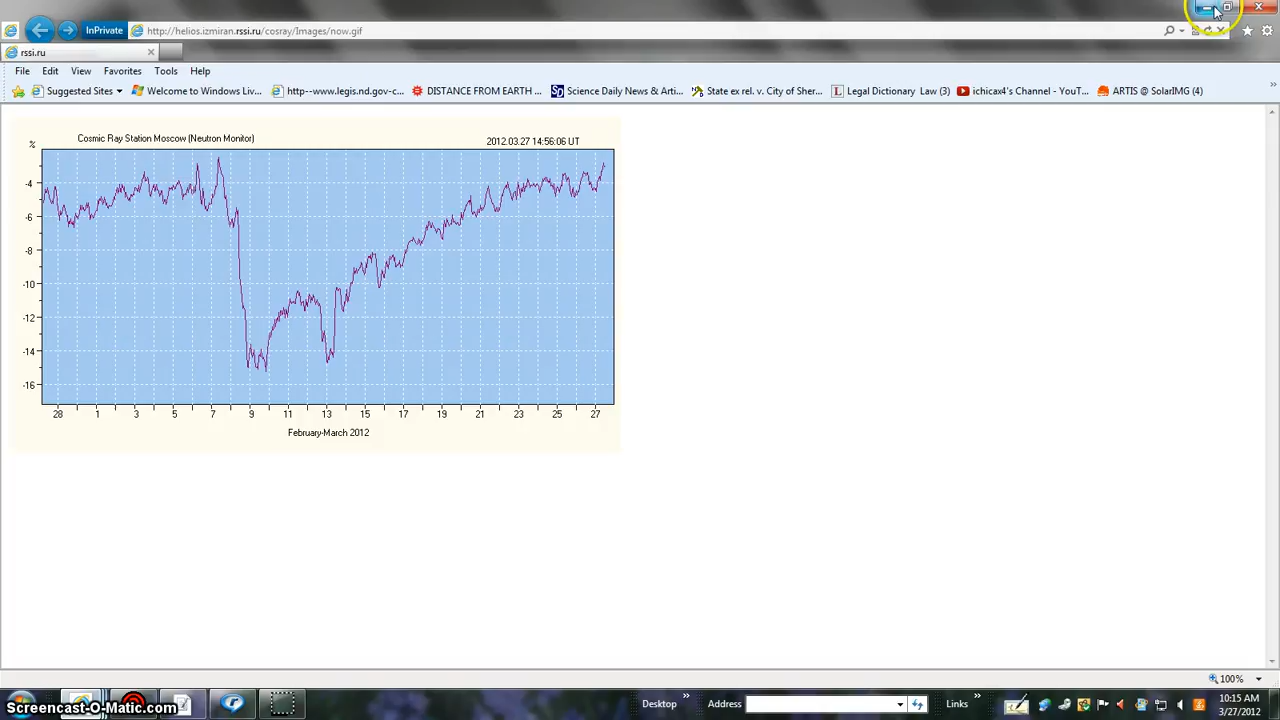 InPrivate
http://helios.izmiran.rssi.ru/cosray/Images/now.gif
rssi.ru
File Edit View Favorites Tools Help
Suggested Sites Welcome to Windows Liv... http--www.legis.nd.gov-c... DISTANCE FROM EARTH ... Sp Science Daily News & Arti... State ex rel. v. City of Sher... L Legal Dictionary Law (3) ichicax4's Channel - YouT... ARTIS @ SolarIMG (4)
Cosmic Ray Station Moscow (Neutron Monitor) 2012.03.27 14:56:06 UT
%
-4
-6
-8
-10
-12
-14
-16
28 1 3 5 7 9 11 13 15 17 19 21 23 25 27
February-March 2012
100%
Desktop Address Links
10:15 AM
3/27/2012
Screencast-O-Matic.com